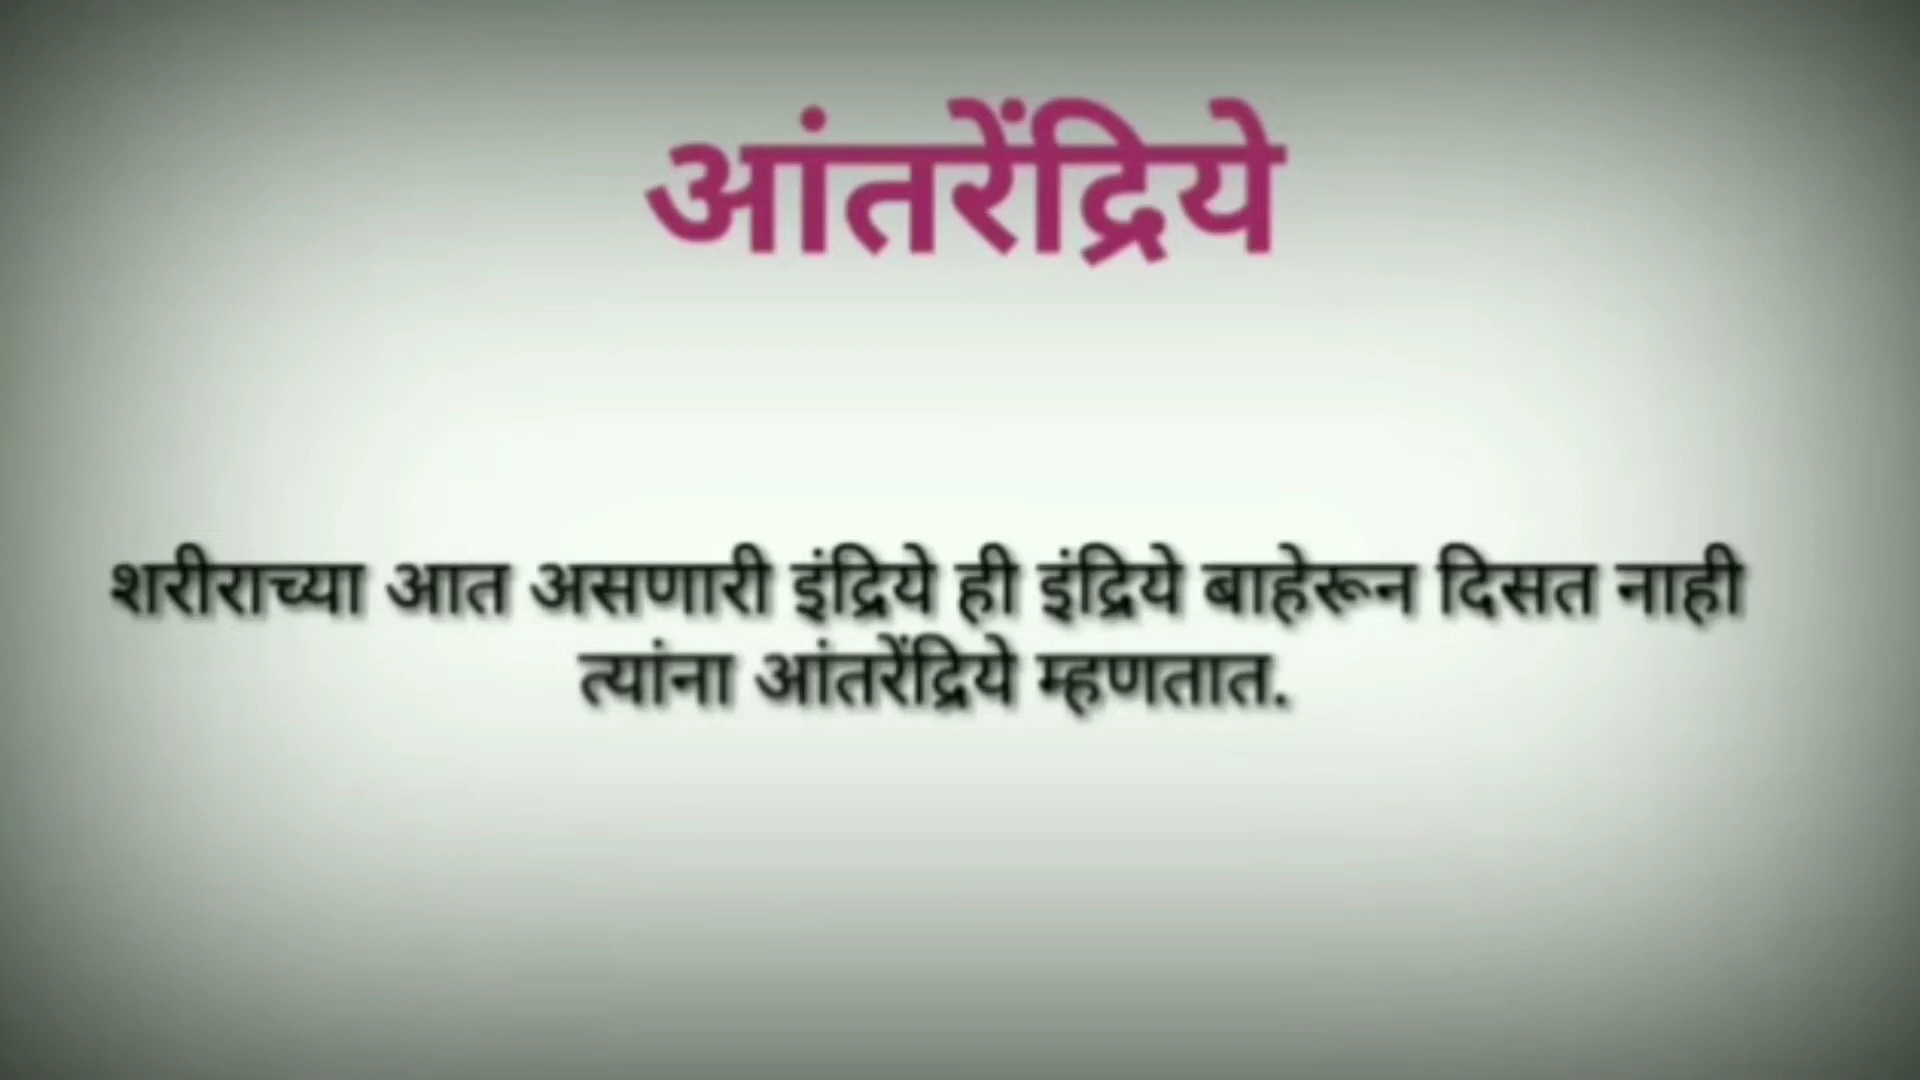 आंतरेंद्रिये
शरीराच्या आत असणारी इंद्रिये ही इंद्रिये बाहेरून दिसत नाही
त्यांना आंतरेंद्रिये म्हणतात.